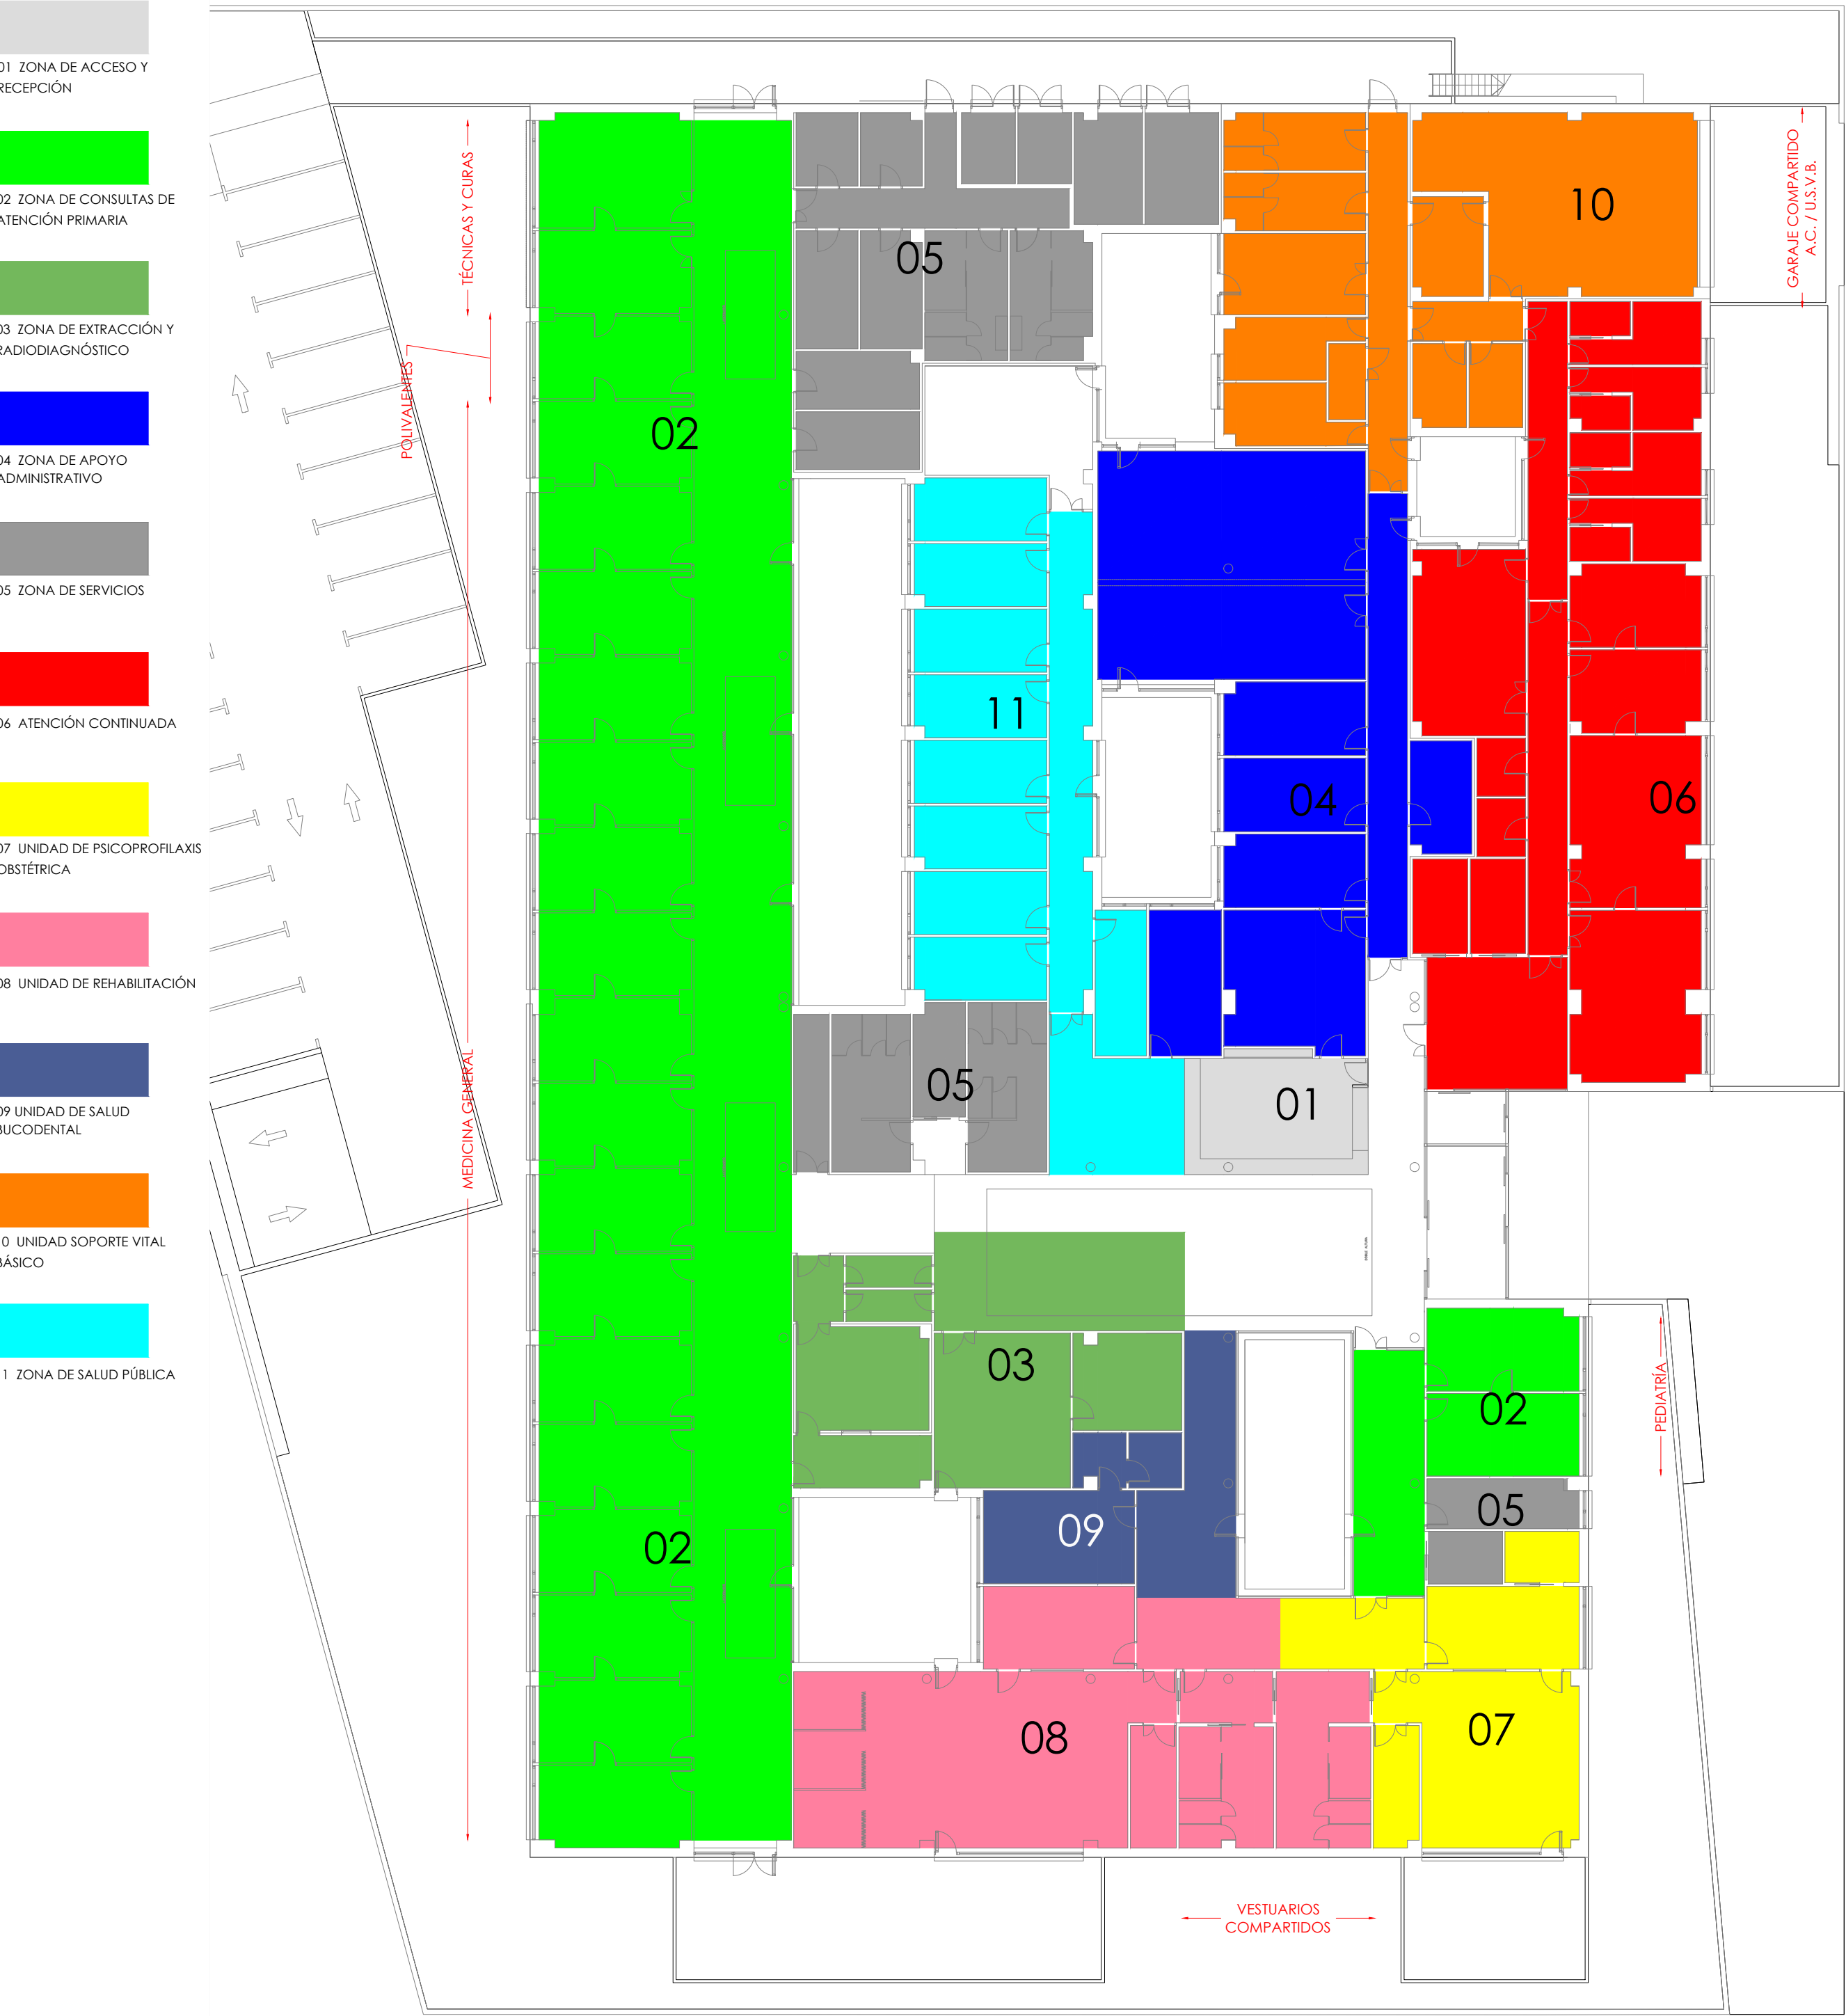 01 ZONA DE ACCESO Y
RECEPCIÓN
02 ZONA DE CONSULTAS DE
ATENCIÓN PRIMARIA
03 ZONA DE EXTRACCIÓN Y
RADIODIAGNÓSTICO
04 ZONA DE APOYO
ADMINISTRATIVO
05 ZONA DE SERVICIOS
06 ATENCIÓN CONTINUADA
07 UNIDAD DE PSICOPROFILAXIS
OBSTÉTRICA
08 UNIDAD DE REHABILITACIÓN
09 UNIDAD DE SALUD
BUCODENTAL
10 UNIDAD SOPORTE VITAL
BÁSICO
11 ZONA DE SALUD PÚBLICA
TÉCNICAS Y CURAS
POLIVALENTES
MEDICINA GENERAL
GARAJE COMPARTIDO
A.C. / U.S.V.B.
PEDIATRÍA
VESTUARIOS
COMPARTIDOS
10
05
02
11
04
06
05
01
03
02
05
09
02
08
07